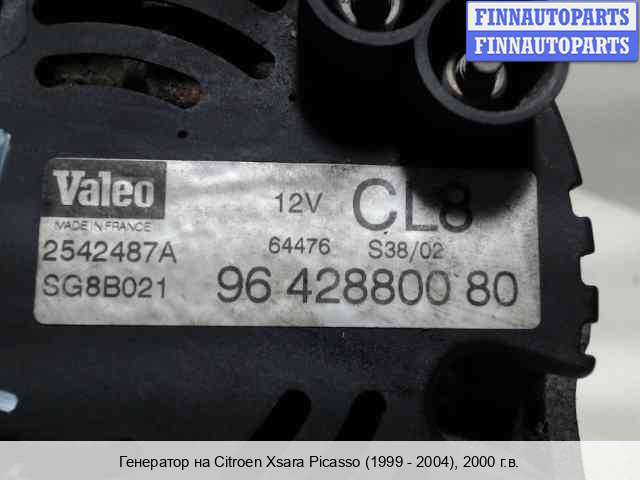 FINNAUTOPARTS
FINNAUTOPARTS
Valeo
12V CL8
MADE IN FRANCE
2542487A 64476 S38/02
SG8B021 96 428800 80
Генератор на Citroen Xsara Picasso (1999 - 2004), 2000 г.в.